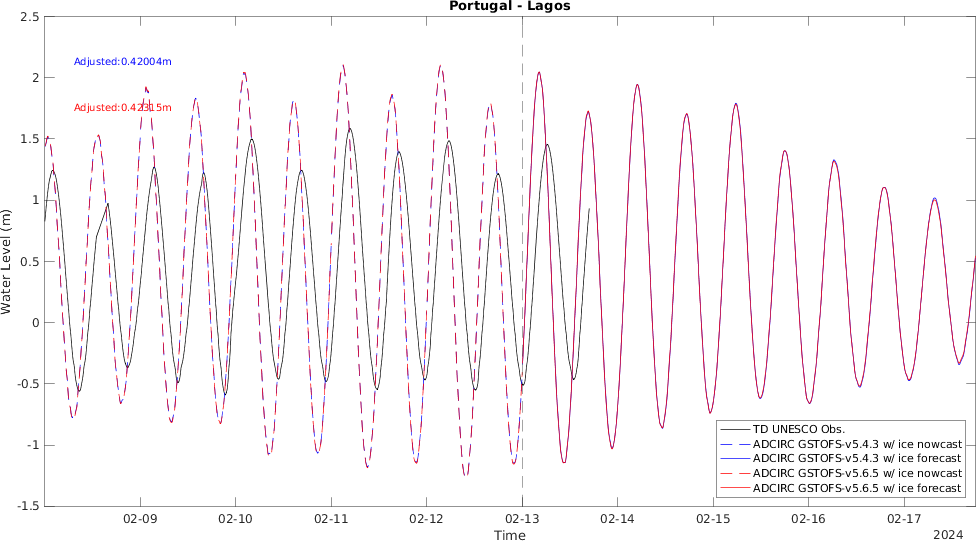 Portugal - Lagos
2.5
2
1.5
1
0.5
0
-0.5
-1
-1.5
Water Level (m)
Adjusted:0.42004m
Adjusted:0.42315m
TD UNESCO Obs.
ADCIRC GSTOFS-v5.4.3 w/ ice nowcast
ADCIRC GSTOFS-v5.4.3 w/ ice forecast
ADCIRC GSTOFS-v5.6.5 w/ ice nowcast
ADCIRC GSTOFS-v5.6.5 w/ ice forecast
02-09 02-10 02-11 02-12 02-13 02-14 02-15 02-16 02-17
Time
2024